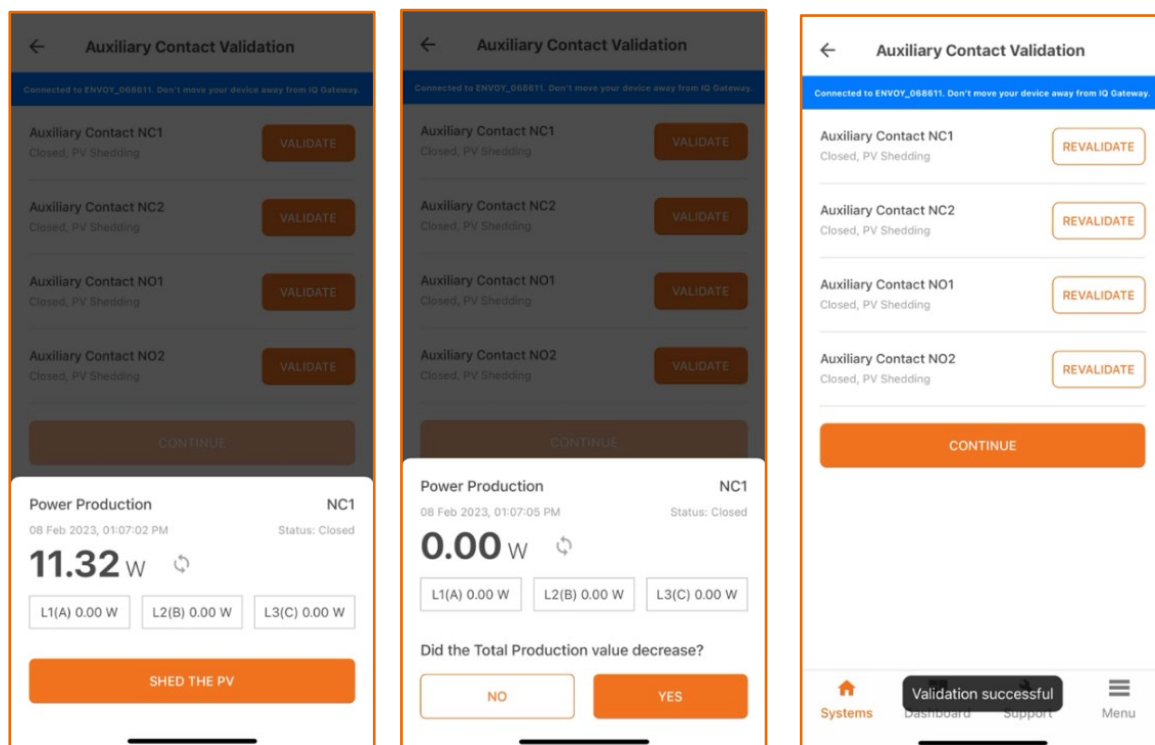 Auxiliary Contact Validation
Connected to ENVOY_068611. Don't move your device away from IQ Gateway.
Auxiliary Contact NC1
Closed, PV Shedding
VALIDATE
Auxiliary Contact NC2
Closed, PV Shedding
VALIDATE
Auxiliary Contact NO1
Closed, PV Shedding
VALIDATE
Auxiliary Contact NO2
Closed, PV Shedding
VALIDATE
CONTINUE
Power Production NC1
08 Feb 2023, 01:07:02 PM Status: Closed
11.32 W
L1(A) 0.00 W L2(B) 0.00 W L3(C) 0.00 W
SHED THE PV
Auxiliary Contact Validation
Connected to ENVOY_068611. Don't move your device away from IQ Gateway.
Auxiliary Contact NC1
Closed, PV Shedding
VALIDATE
Auxiliary Contact NC2
Closed, PV Shedding
VALIDATE
Auxiliary Contact NO1
Closed, PV Shedding
VALIDATE
Auxiliary Contact NO2
Closed, PV Shedding
VALIDATE
CONTINUE
Power Production NC1
08 Feb 2023, 01:07:05 PM Status: Closed
0.00 W
L1(A) 0.00 W L2(B) 0.00 W L3(C) 0.00 W
Did the Total Production value decrease?
NO YES
Auxiliary Contact Validation
Connected to ENVOY_068611. Don't move your device away from IQ Gateway.
Auxiliary Contact NC1
Closed, PV Shedding
REVALIDATE
Auxiliary Contact NC2
Closed, PV Shedding
REVALIDATE
Auxiliary Contact NO1
Closed, PV Shedding
REVALIDATE
Auxiliary Contact NO2
Closed, PV Shedding
REVALIDATE
CONTINUE
Validation successful
Systems Dashboard Support Menu